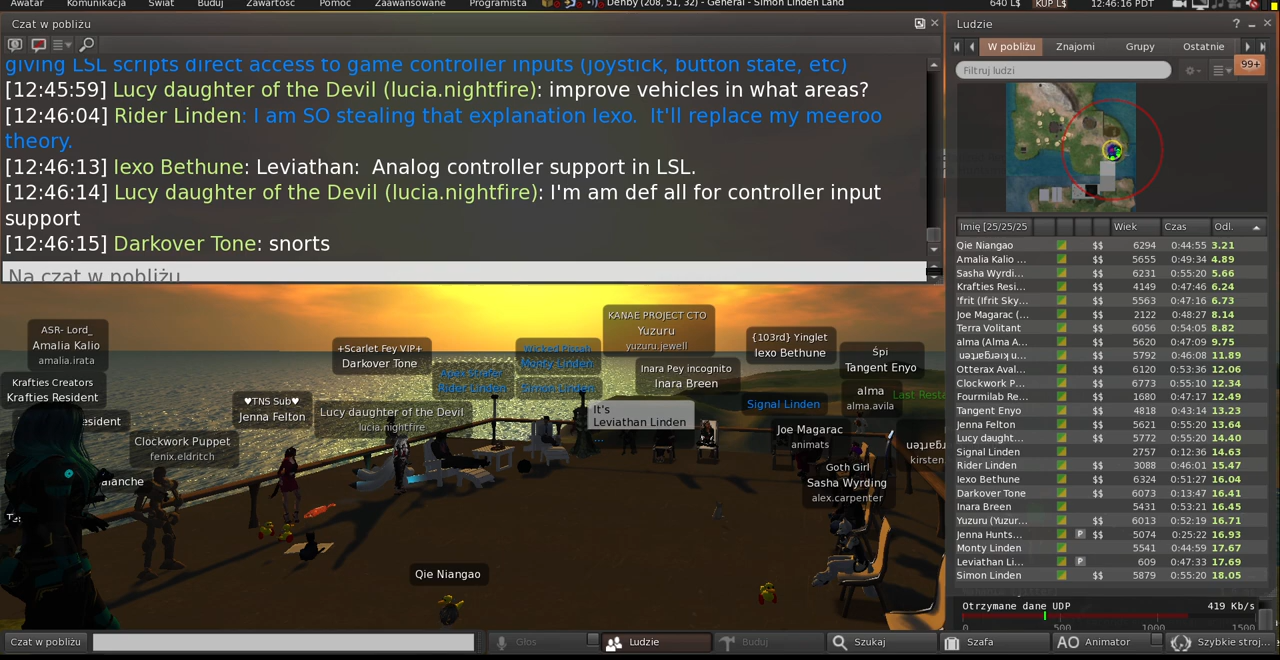 Awatar Komunikacja Świat Buduj Zawartość Pomoc Zaawansowane Programista Denby (208, 51, 32) - General - Simon Linden Land 640 L$ KUP L$ 12:46:16 PDT
Czat w pobliżu
giving LSL scripts direct access to game controller inputs (joystick, button state, etc)
[12:45:59] Lucy daughter of the Devil (lucia.nightfire): improve vehicles in what areas?
[12:46:04] Rider Linden: I am SO stealing that explanation Iexo. It'll replace my meeroo
theory.
[12:46:13] Iexo Bethune: Leviathan: Analog controller support in LSL.
[12:46:14] Lucy daughter of the Devil (lucia.nightfire): I'm am def all for controller input
support
[12:46:15] Darkover Tone: snorts
Na czat w pobliżu
ASR- Lord_
Amalia Kalio
amalia.irata
Krafties Creators
Krafties Resident
esident
Clockwork Puppet
fenix.eldritch
alanche
♥TNS Sub♥
Jenna Felton
+Scarlet Fey VIP+
Darkover Tone
Lucy daughter of the Devil
lucia.nightfire
Rider Linden
Monty Linden
Simon Linden
KANAE PROJECT CTO
Yuzuru
yuzuru.jewell
Inara Pey incognito
Inara Breen
It's
Leviathan Linden
...
{103rd} Yinglet
Iexo Bethune
Signal Linden
Śpi
Tangent Enyo
alma
alma.avila
Last Resta
Joe Magarac
animats
kirsten.
Goth Girl
Sasha Wyrding
alex.carpenter
Qie Niangao
Ludzie
? _ ×
W pobliżu Znajomi Grupy Ostatnie
99+
Filtruj ludzi
Imię [25/25/25 Wiek Czas Odl.
Qie Niangao $$ 6294 0:44:55 3.21
Amalia Kalio ... $$ 5655 0:49:34 4.89
Sasha Wyrdi... $$ 6231 0:55:20 5.66
Krafties Resi... $$ 4149 0:47:46 6.24
'frit (Ifrit Sky... $$ 5563 0:47:16 6.73
Joe Magarac (... $$ 2122 0:48:27 8.14
Terra Volitant $$ 6056 0:54:05 8.82
alma (Alma A... $$ 5620 0:47:09 9.75
$$ 5792 0:46:08 11.89
Otterax Aval... $$ 6120 0:53:36 12.06
Clockwork P... $$ 6773 0:55:10 12.34
Fourmilab Re... $$ 1680 0:47:17 12.49
Tangent Enyo $$ 4818 0:43:14 13.23
Jenna Felton $$ 5621 0:55:20 13.64
Lucy daught... $$ 5772 0:55:20 14.40
Signal Linden 2757 0:12:36 14.63
Rider Linden $$ 3088 0:46:01 15.47
Iexo Bethune $$ 6324 0:51:27 16.04
Darkover Tone $$ 6073 0:13:47 16.41
Inara Breen 5431 0:53:21 16.45
Yuzuru (Yuzur... $$ 6013 0:52:19 16.71
Jenna Hunts... P $$ 5074 0:25:22 16.93
Monty Linden 5541 0:44:59 17.67
Leviathan Li... P 609 0:47:33 17.69
Simon Linden $$ 5879 0:55:20 18.05
Otrzymane dane UDP 419 Kb/s
0 500 1000 1500
Czat w pobliżu Głos Ludzie Buduj Szukaj Szafa AO Animator Szybkie stroj...